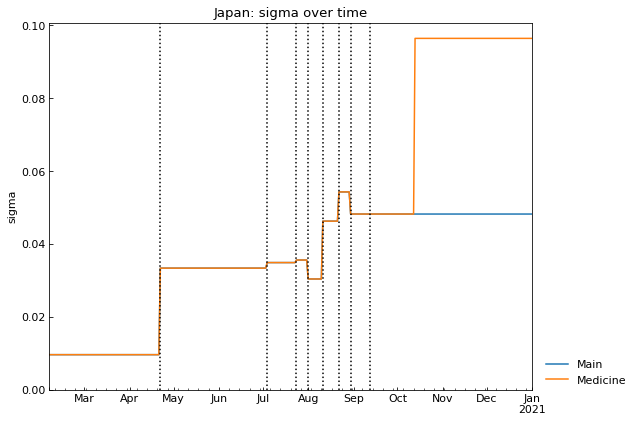 Japan: sigma over time
0.10
0.08
0.06
0.04
0.02
0.00
sigma
Mar Apr May Jun Jul Aug Sep Oct Nov Dec Jan
2021
Main
Medicine